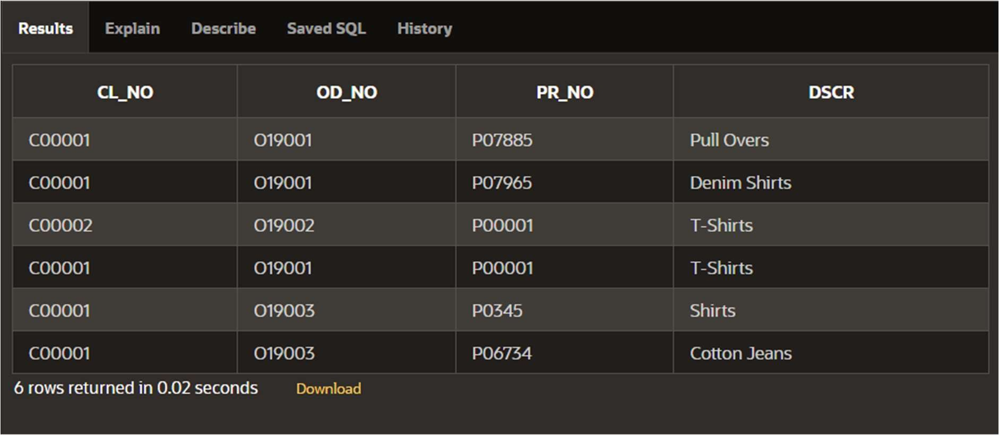 Results Explain Describe Saved SQL History
CL_NO OD_NO PR_NO DSCR
C00001 O19001 P07885 Pull Overs
C00001 O19001 P07965 Denim Shirts
C00002 O19002 P00001 T-Shirts
C00001 O19001 P00001 T-Shirts
C00001 O19003 P0345 Shirts
C00001 O19003 P06734 Cotton Jeans
6 rows returned in 0.02 seconds Download